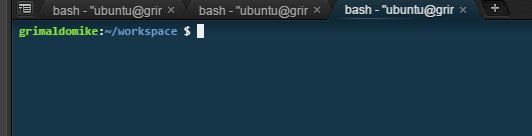 bash - "ubuntu@grir × bash - "ubuntu@grir × bash - "ubuntu@grir × +
grimaldomike:~/workspace $